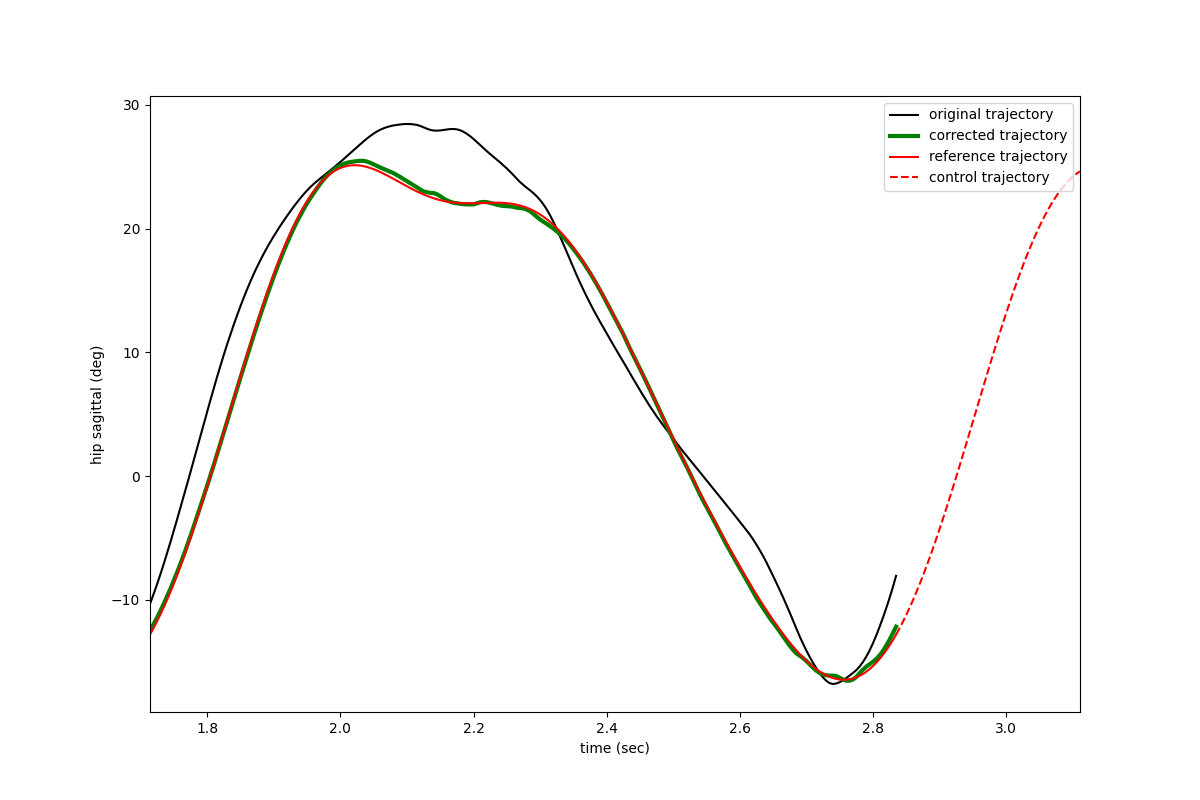 30
20
10
0
−10
hip sagittal (deg)
original trajectory
corrected trajectory
reference trajectory
control trajectory
1.8 2.0 2.2 2.4 2.6 2.8 3.0
time (sec)